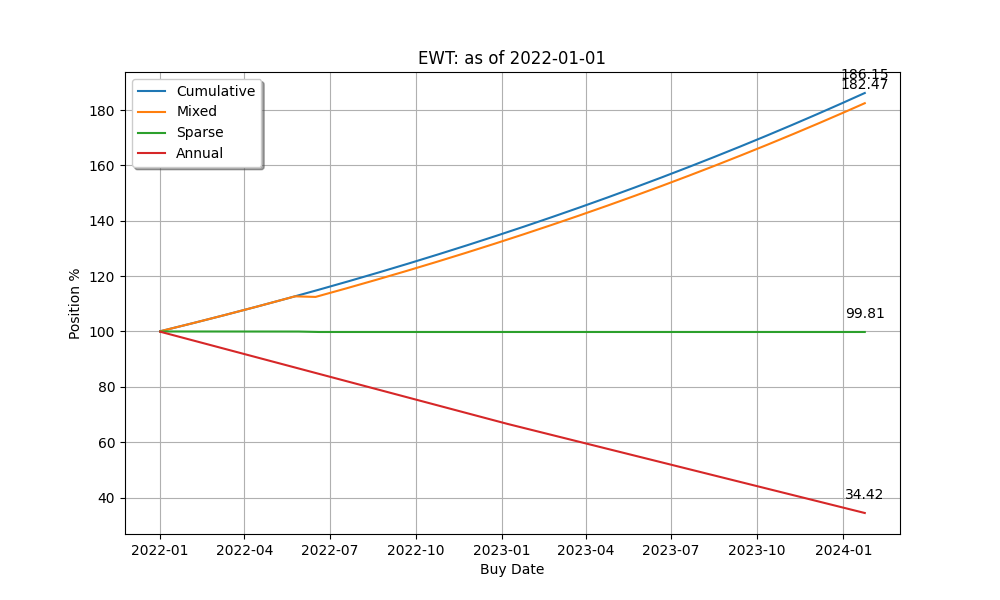 EWT: as of 2022-01-01
186.15
182.47
Cumulative
Mixed
Sparse
Annual
180
160
140
120
100
80
60
40
99.81
34.42
Position %
2022-01 2022-04 2022-07 2022-10 2023-01 2023-04 2023-07 2023-10 2024-01
Buy Date